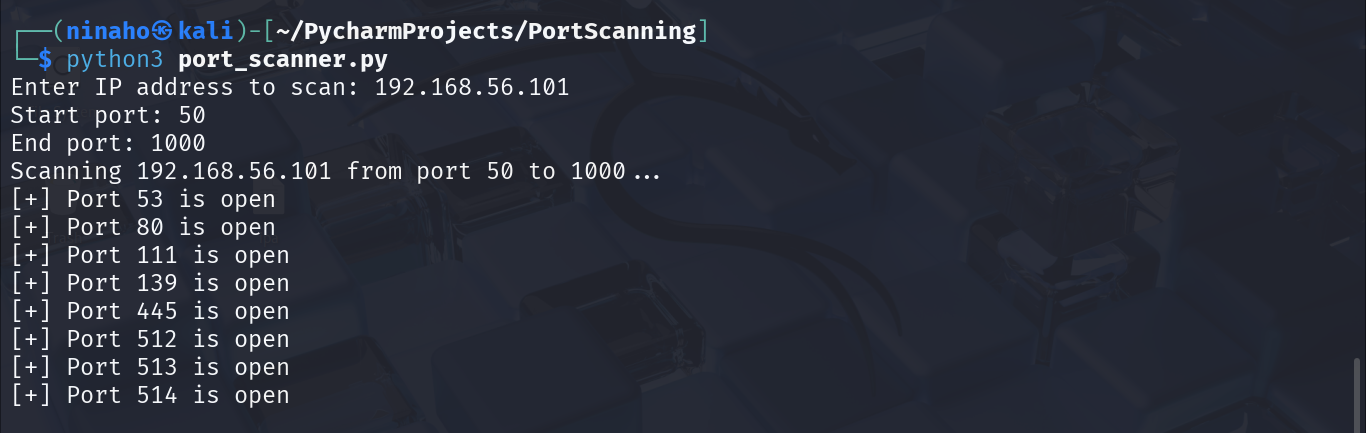 ┌──(ninaho㉿kali)-[~/PycharmProjects/PortScanning]
└─$ python3 port_scanner.py
Enter IP address to scan: 192.168.56.101
Start port: 50
End port: 1000
Scanning 192.168.56.101 from port 50 to 1000...
[+] Port 53 is open
[+] Port 80 is open
[+] Port 111 is open
[+] Port 139 is open
[+] Port 445 is open
[+] Port 512 is open
[+] Port 513 is open
[+] Port 514 is open